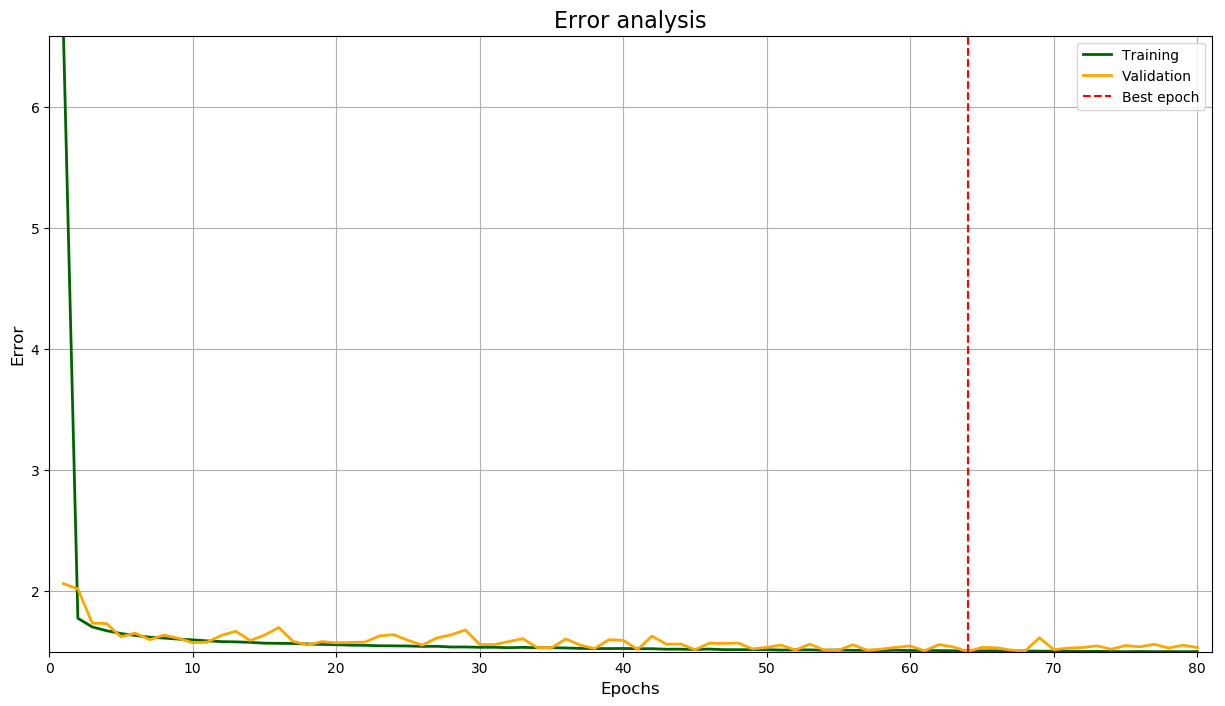 Error analysis
Training
Validation
Best epoch
6
5
4
3
2
Error
0 10 20 30 40 50 60 70 80
Epochs